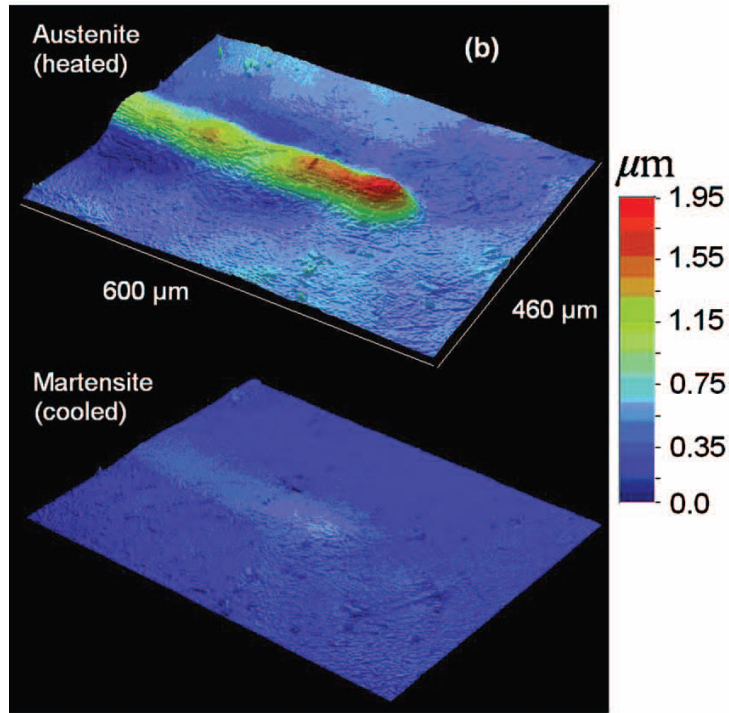 Austenite
(heated)
(b)
600 µm
460 µm
Martensite
(cooled)
µm
1.95
1.55
1.15
0.75
0.35
0.0